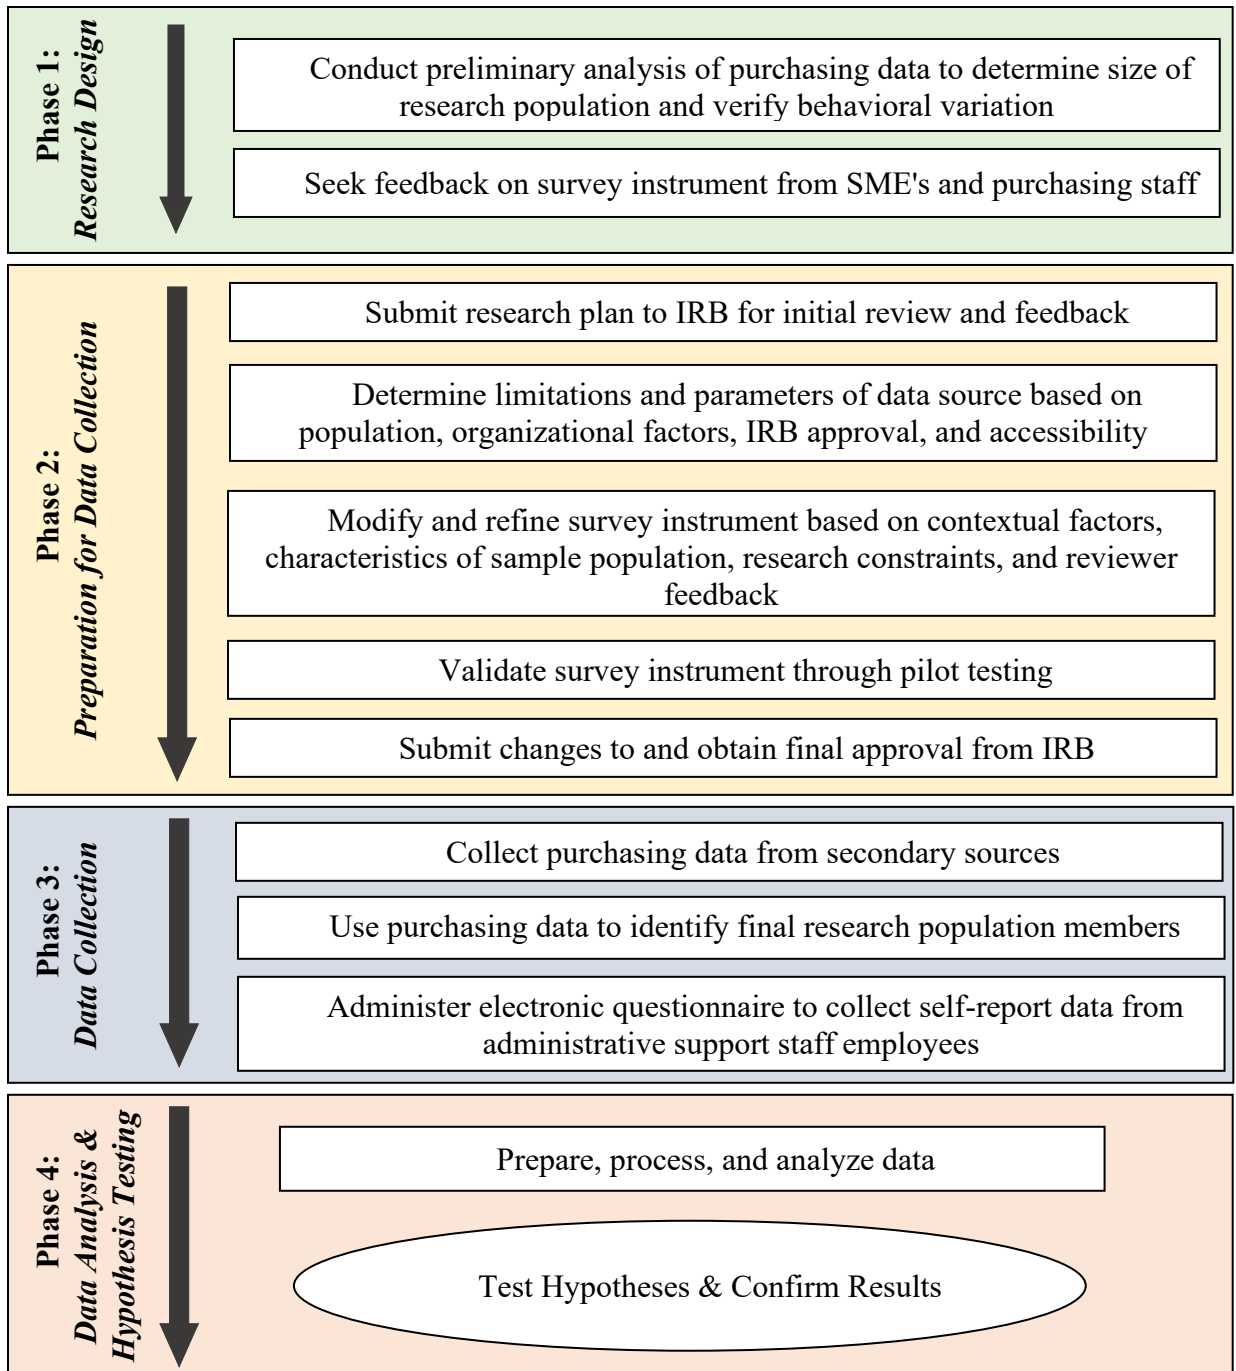 Phase 1:
Research Design
Conduct preliminary analysis of purchasing data to determine size of
research population and verify behavioral variation
Seek feedback on survey instrument from SME's and purchasing staff
Phase 2:
Preparation for Data Collection
Submit research plan to IRB for initial review and feedback
Determine limitations and parameters of data source based on
population, organizational factors, IRB approval, and accessibility
Modify and refine survey instrument based on contextual factors,
characteristics of sample population, research constraints, and reviewer
feedback
Validate survey instrument through pilot testing
Submit changes to and obtain final approval from IRB
Phase 3:
Data Collection
Collect purchasing data from secondary sources
Use purchasing data to identify final research population members
Administer electronic questionnaire to collect self-report data from
administrative support staff employees
Phase 4:
Data Analysis &
Hypothesis Testing
Prepare, process, and analyze data
Test Hypotheses & Confirm Results